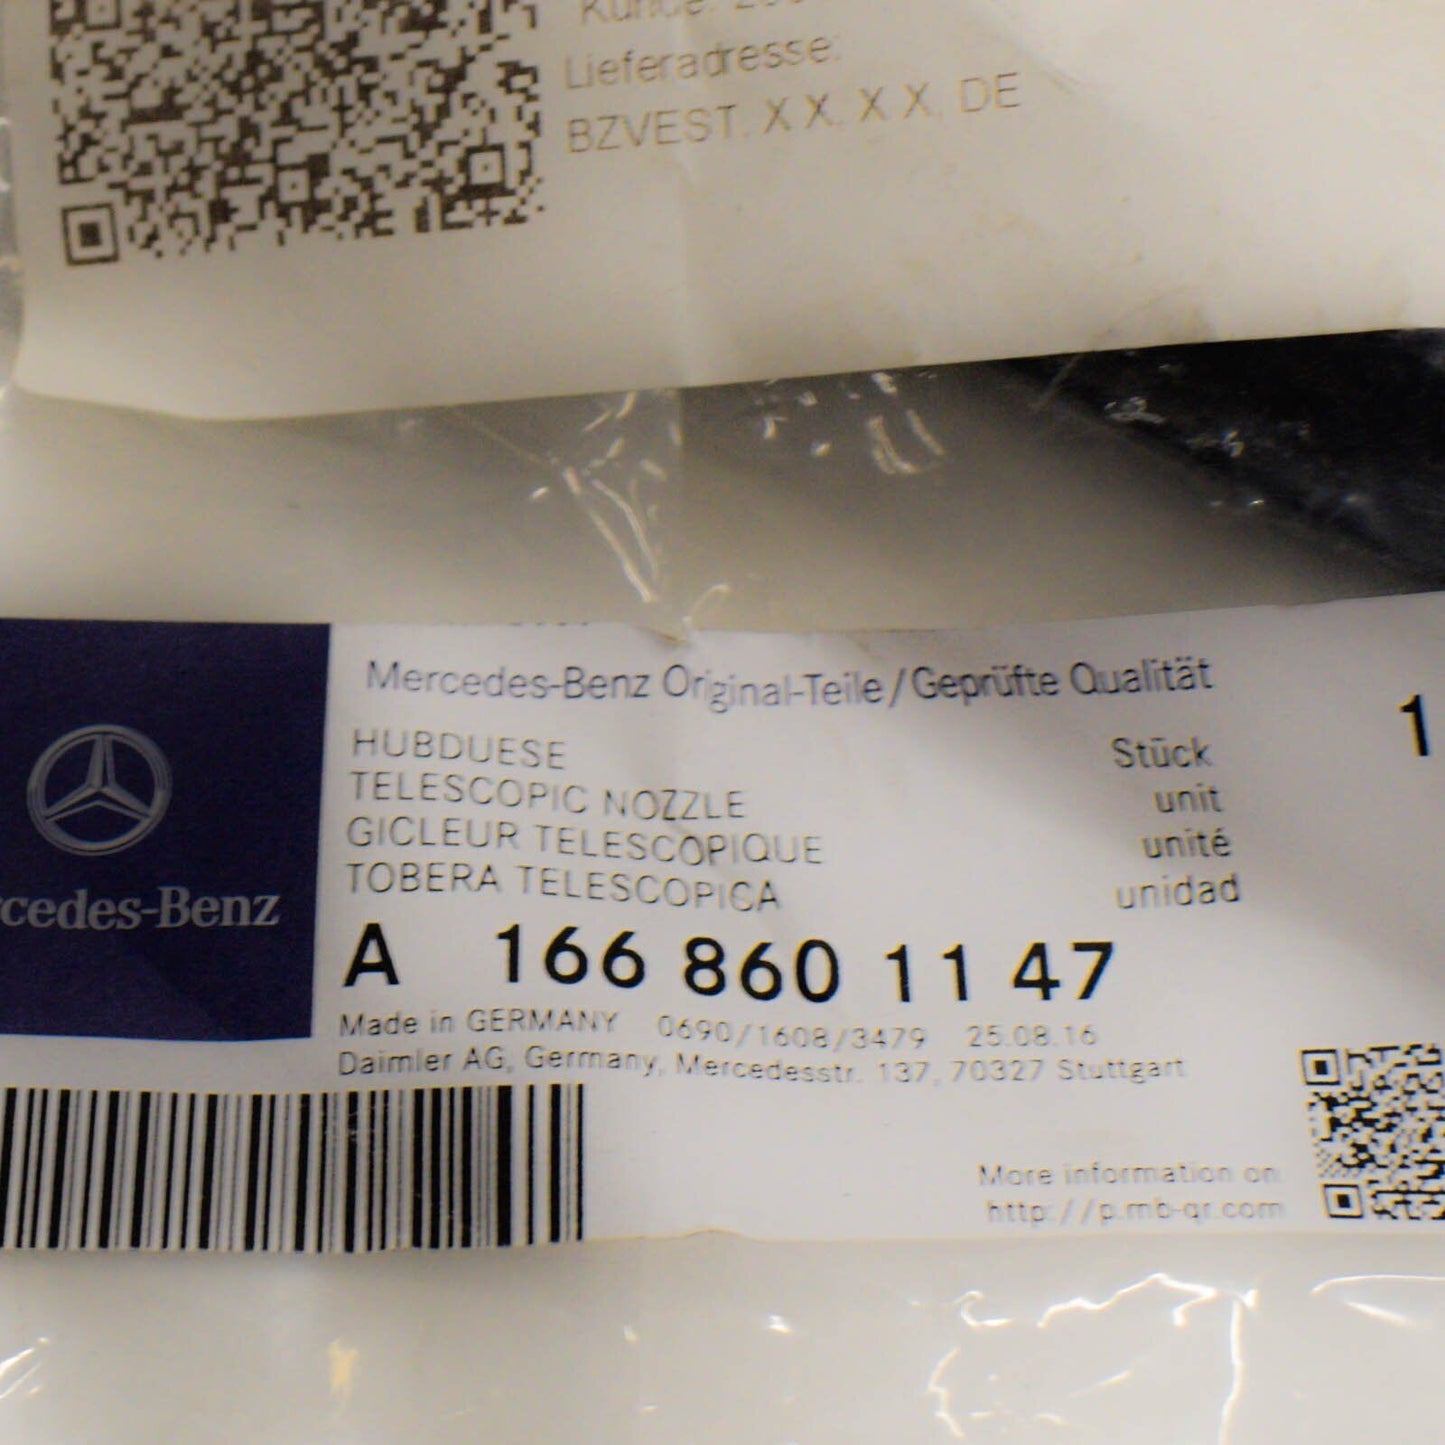 Kunde:
Lieferadresse:
BZVEST. X X. X X, DE
Mercedes-Benz Original-Teile/Geprüfte Qualität
HUBDUESE Stück 1
TELESCOPIC NOZZLE unit
GICLEUR TELESCOPIQUE unité
TOBERA TELESCOPICA unidad
Mercedes-Benz
A 166 860 11 47
Made in GERMANY 0690/1608/3479 25.08.16
Daimler AG, Germany, Mercedesstr. 137, 70327 Stuttgart
More information on
http://p.mb-qr.com